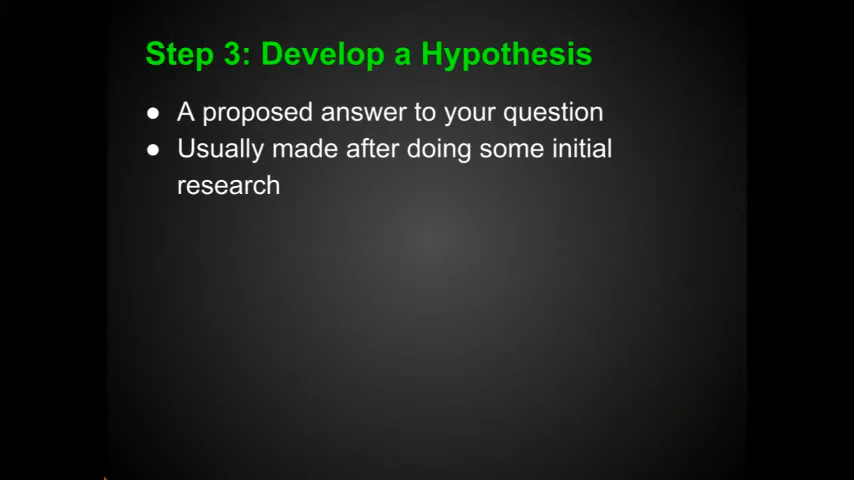 Step 3: Develop a Hypothesis
● A proposed answer to your question
● Usually made after doing some initial
research